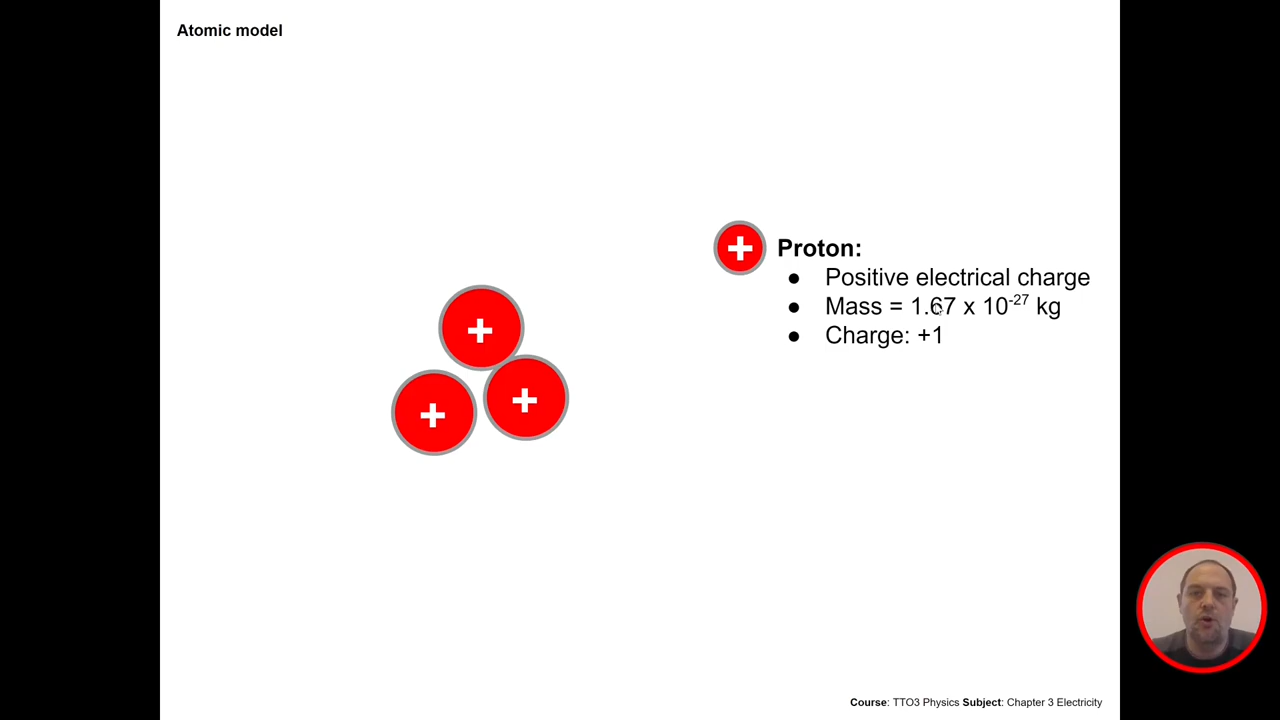 Atomic model
+ Proton:
● Positive electrical charge
● Mass = 1.67 x 10⁻²⁷ kg
● Charge: +1
+
+
+
Course: TTO3 Physics Subject: Chapter 3 Electricity